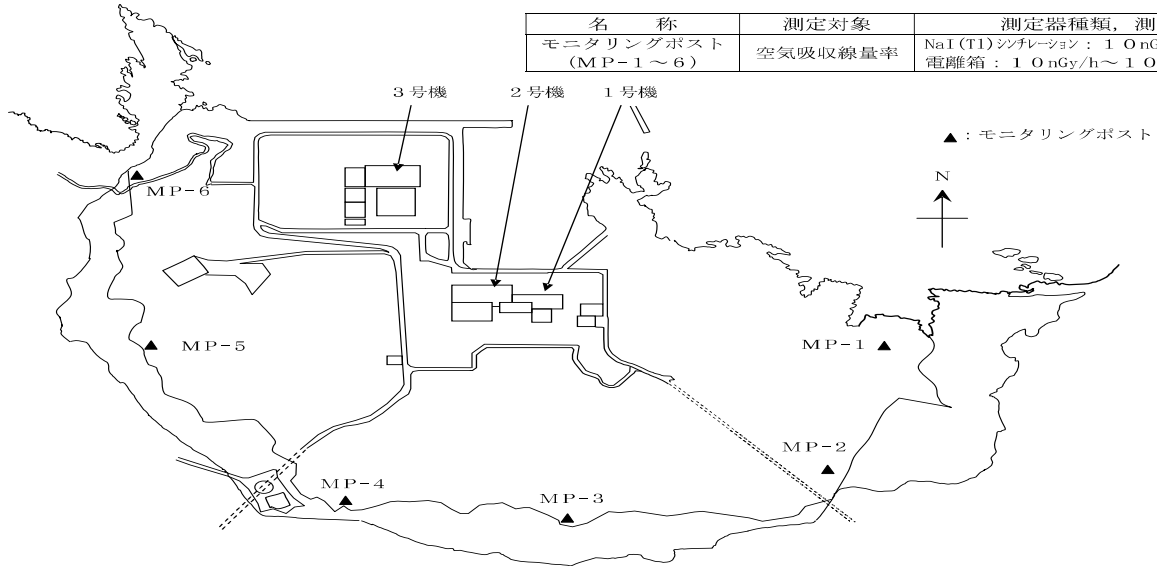 名　称　測定対象　測定器種類，測
モニタリングポスト
(MP-1～6)
空気吸収線量率
NaI(Tl)シンチレーション：10nG
電離箱：10nGy/h～10
3号機　2号機　1号機
▲：モニタリングポスト
N
MP-6
MP-5
MP-1
MP-2
MP-4
MP-3